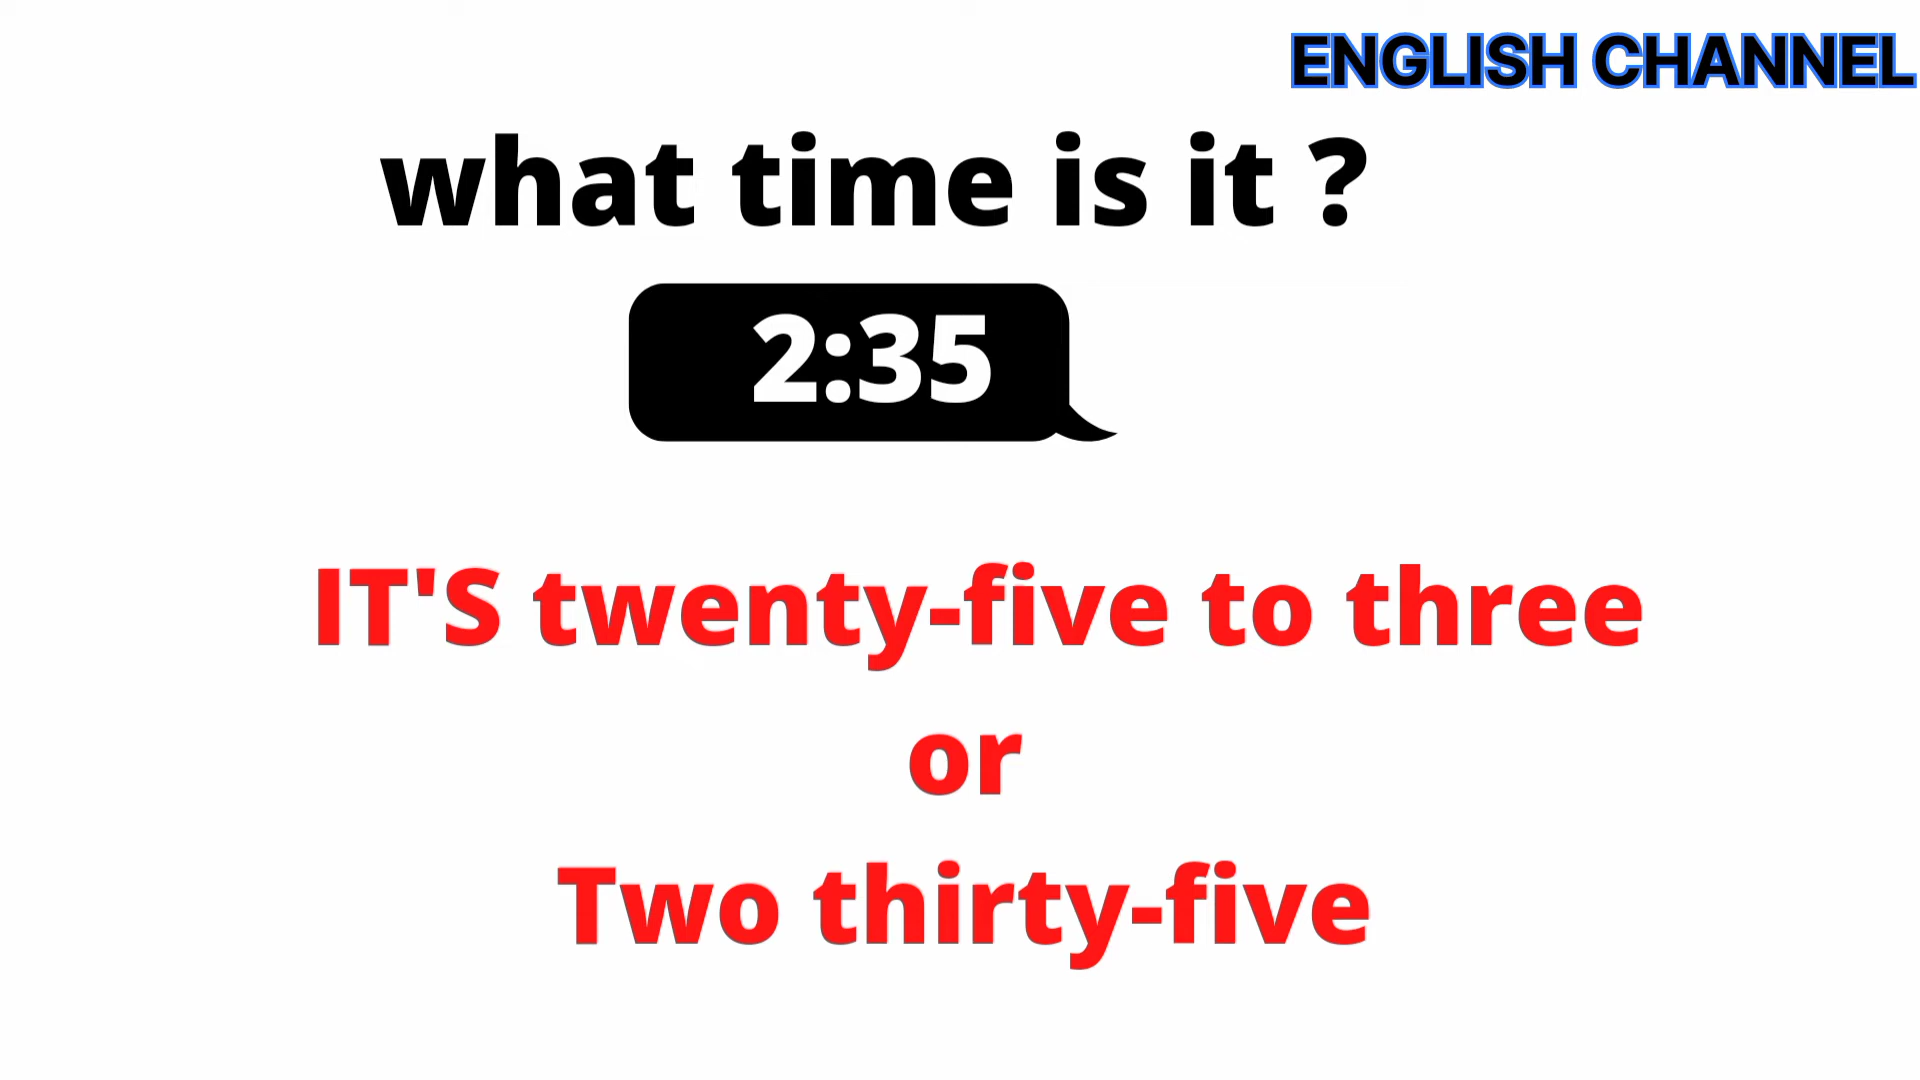 ENGLISH CHANNEL
what time is it ?
2:35
IT'S twenty-five to three
or
Two thirty-five